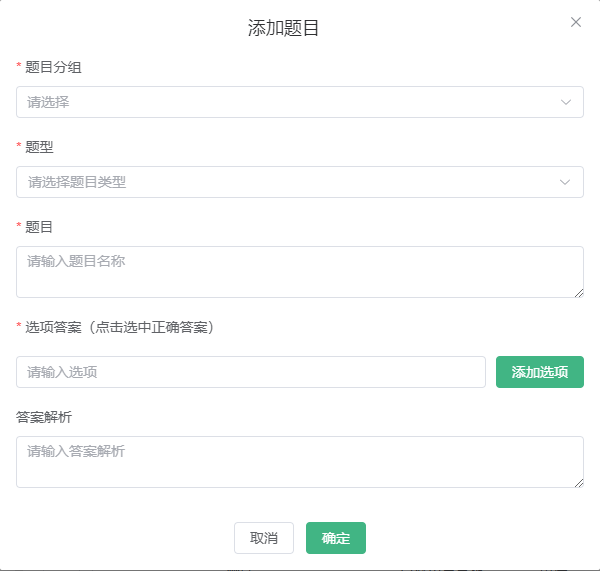 添加题目
* 题目分组
请选择
* 题型
请选择题目类型
* 题目
请输入题目名称
* 选项答案（点击选中正确答案）
请输入选项
添加选项
答案解析
请输入答案解析
取消
确定